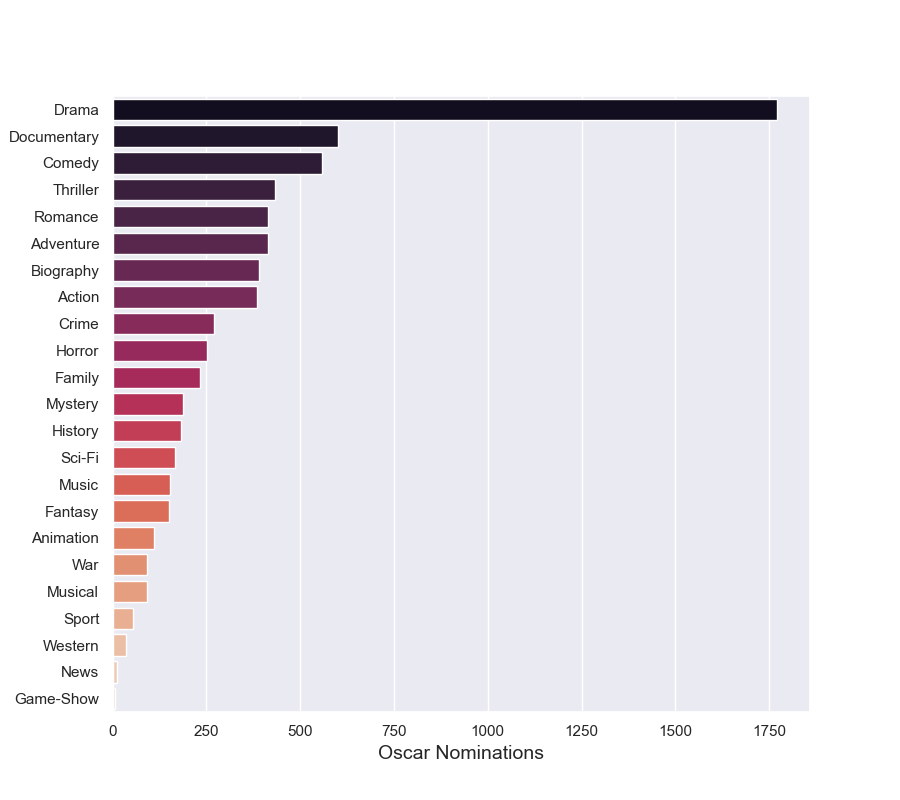 Drama
Documentary
Comedy
Thriller
Romance
Adventure
Biography
Action
Crime
Horror
Family
Mystery
History
Sci-Fi
Music
Fantasy
Animation
War
Musical
Sport
Western
News
Game-Show
0 250 500 750 1000 1250 1500 1750
Oscar Nominations